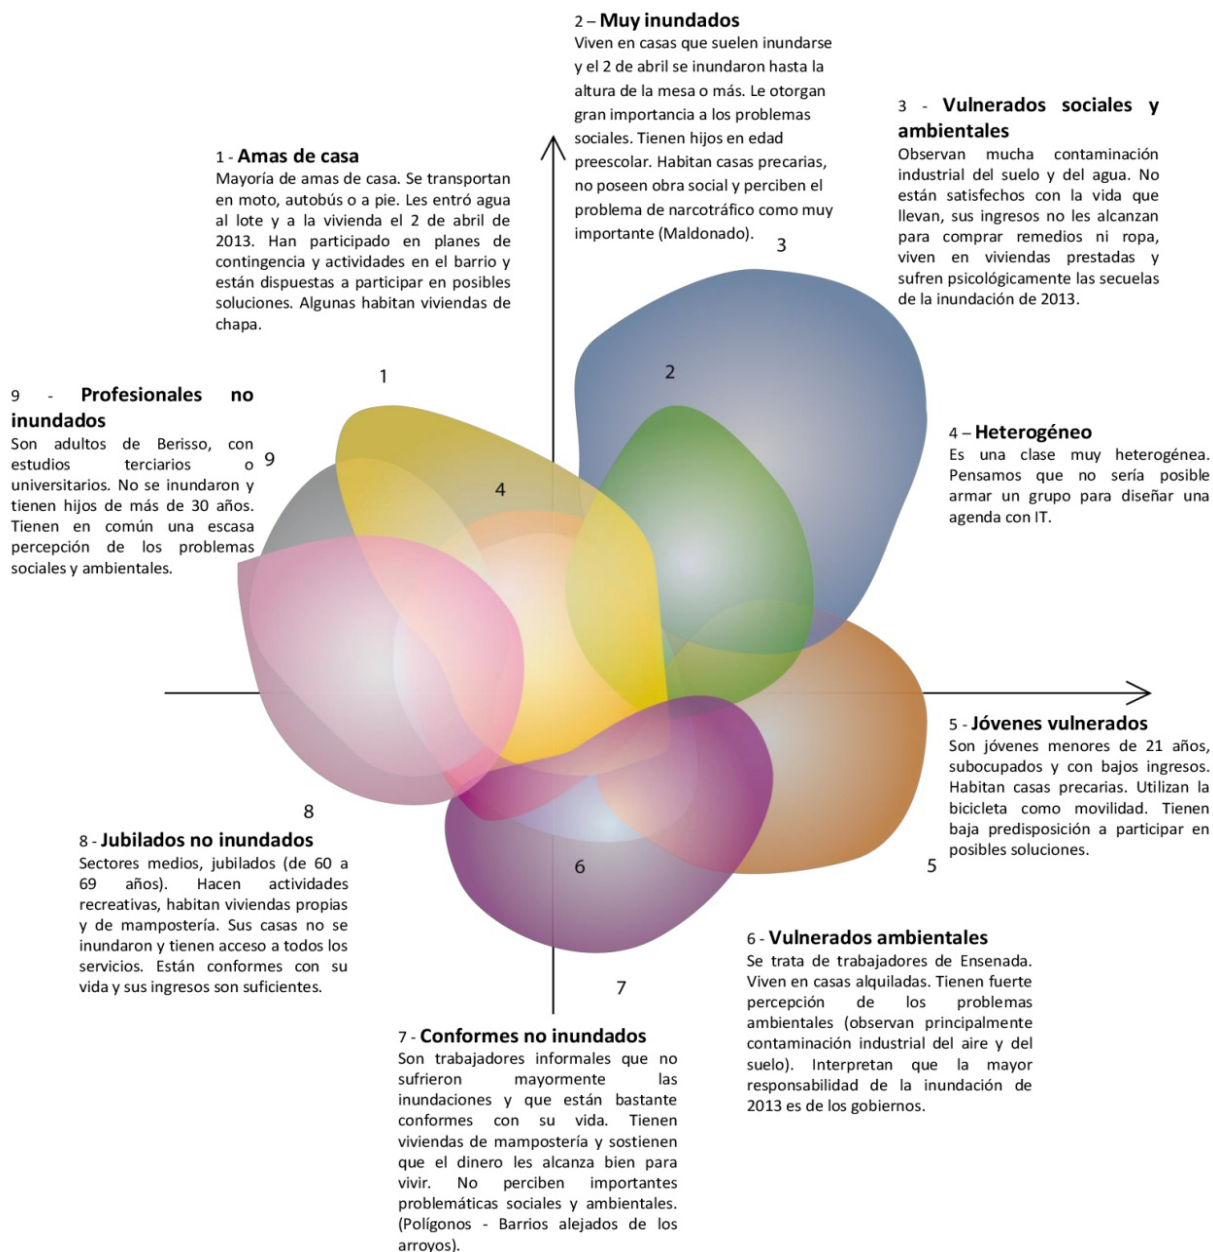 2 – Muy inundados
Viven en casas que suelen inundarse
y el 2 de abril se inundaron hasta la
altura de la mesa o más. Le otorgan
gran importancia a los problemas
sociales. Tienen hijos en edad
preescolar. Habitan casas precarias,
no poseen obra social y perciben el
problema de narcotráfico como muy
importante (Maldonado).
3 - Vulnerados sociales y
ambientales
Observan mucha contaminación
industrial del suelo y del agua. No
están satisfechos con la vida que
llevan, sus ingresos no les alcanzan
para comprar remedios ni ropa,
viven en viviendas prestadas y
sufren psicológicamente las secuelas
de la inundación de 2013.
1 - Amas de casa
Mayoría de amas de casa. Se transportan
en moto, autobús o a pie. Les entró agua
al lote y a la vivienda el 2 de abril de
2013. Han participado en planes de
contingencia y actividades en el barrio y
están dispuestas a participar en posibles
soluciones. Algunas habitan viviendas de
chapa.
3
1
2
9 - Profesionales no
inundados
Son adultos de Berisso, con
estudios terciarios o
universitarios. No se inundaron y
tienen hijos de más de 30 años.
Tienen en común una escasa
percepción de los problemas
sociales y ambientales.
9
4
4 – Heterogéneo
Es una clase muy heterogénea.
Pensamos que no sería posible
armar un grupo para diseñar una
agenda con IT.
5 - Jóvenes vulnerados
Son jóvenes menores de 21 años,
subocupados y con bajos ingresos.
Habitan casas precarias. Utilizan la
bicicleta como movilidad. Tienen
baja predisposición a participar en
posibles soluciones.
8
6
5
8 - Jubilados no inundados
Sectores medios, jubilados (de 60 a
69 años). Hacen actividades
recreativas, habitan viviendas propias
y de mampostería. Sus casas no se
inundaron y tienen acceso a todos los
servicios. Están conformes con su
vida y sus ingresos son suficientes.
6 - Vulnerados ambientales
Se trata de trabajadores de Ensenada.
Viven en casas alquiladas. Tienen fuerte
percepción de los problemas
ambientales (observan principalmente
contaminación industrial del aire y del
suelo). Interpretan que la mayor
responsabilidad de la inundación de
2013 es de los gobiernos.
7
7 - Conformes no inundados
Son trabajadores informales que no
sufrieron mayormente las
inundaciones y que están bastante
conformes con su vida. Tienen
viviendas de mampostería y sostienen
que el dinero les alcanza bien para
vivir. No perciben importantes
problemáticas sociales y ambientales.
(Polígonos - Barrios alejados de los
arroyos).